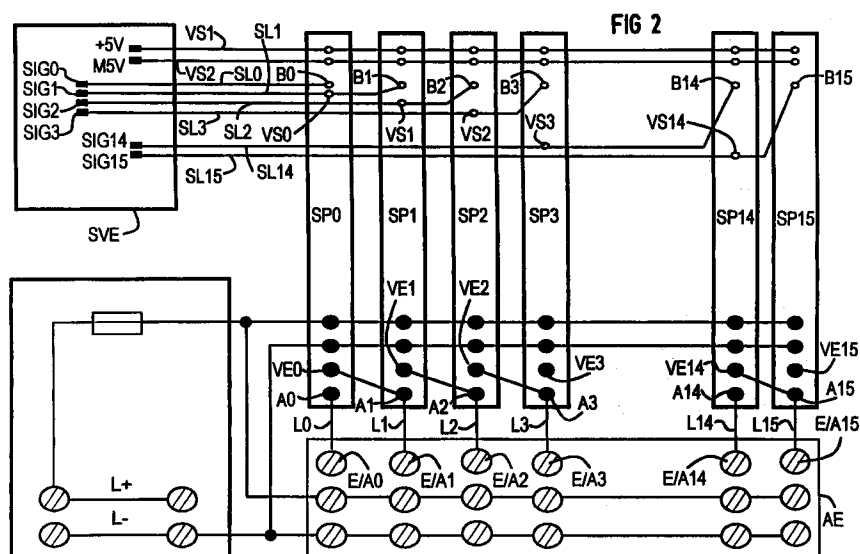 FIG 2
+5V VS1 SL1
M5V
SIG0 VS2 SL0 B0 B1 B2 B3 B14 B15
SIG1
SIG2
SIG3 SL3 SL2 VS0 VS1 VS2 VS3 VS14
SIG14
SIG15 SL15 SL14
SVE SP0 SP1 SP2 SP3 SP14 SP15
VE1 VE2
VE0 VE3 VE14 VE15
A0 A1 A2 A3 A14 A15
L0 L1 L2 L3 L14 L15
E/A0 E/A1 E/A2 E/A3 E/A14 E/A15
L+
L-
AE